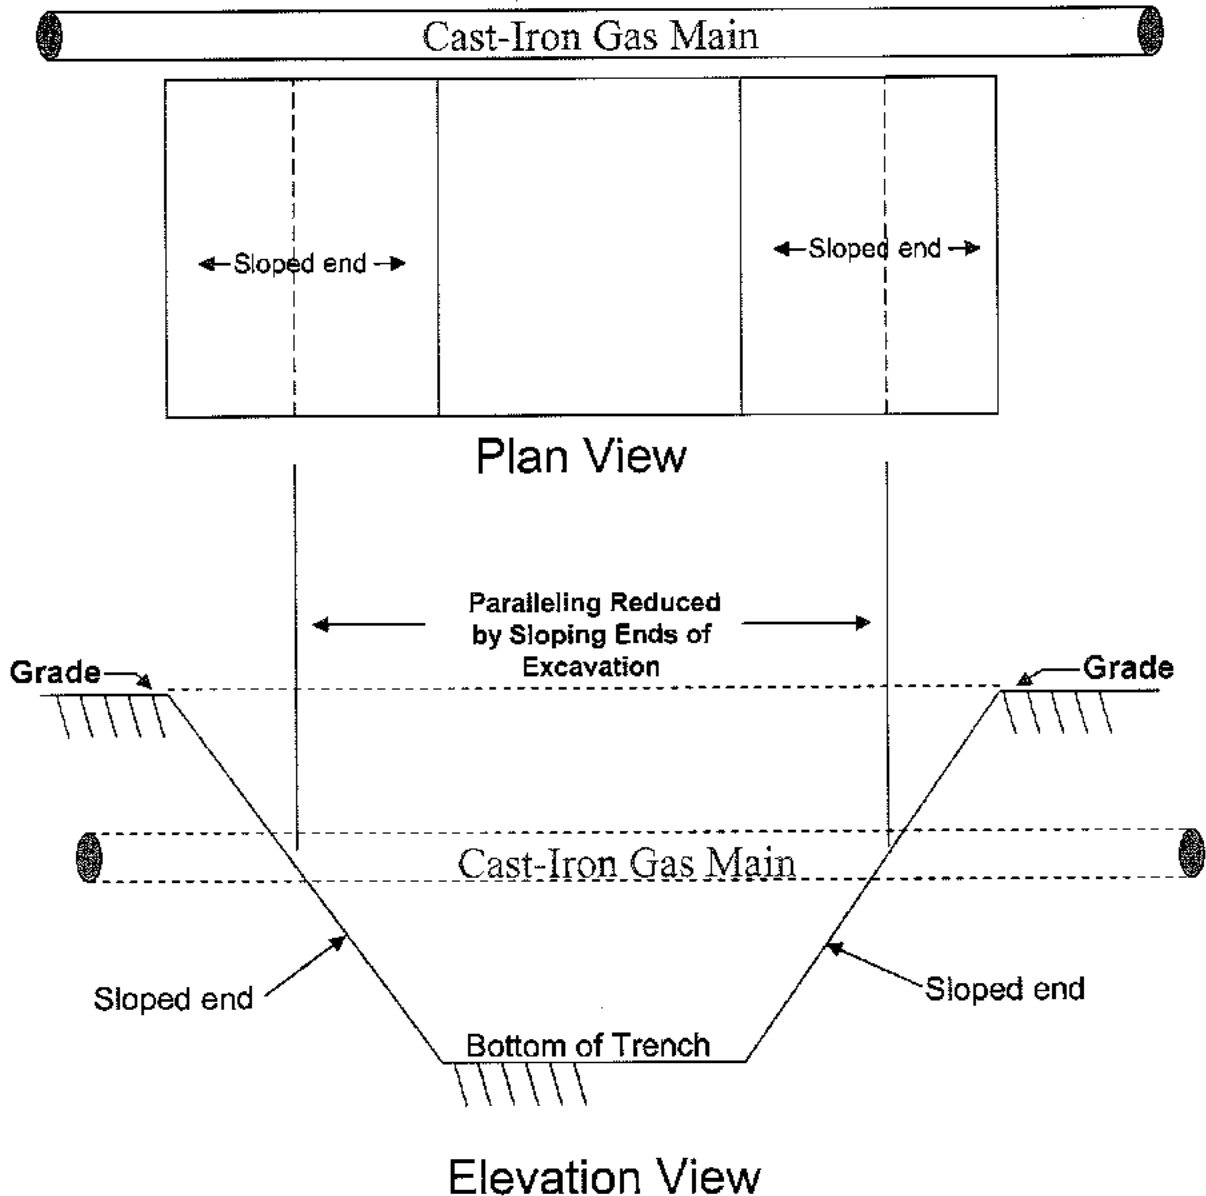 Cast-Iron Gas Main
Sloped end
Sloped end
Plan View
Paralleling Reduced
by Sloping Ends of
Excavation
Grade
Grade
Cast-Iron Gas Main
Sloped end
Sloped end
Bottom of Trench
Elevation View